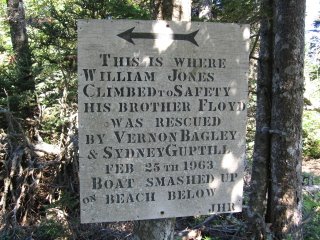 This is where
William Jones
Climbed to Safety
his brother Floyd
was rescued
by Vernon Bagley
& Sydney Guptill
Feb 25th 1963
Boat smashed up
on beach below
JHR